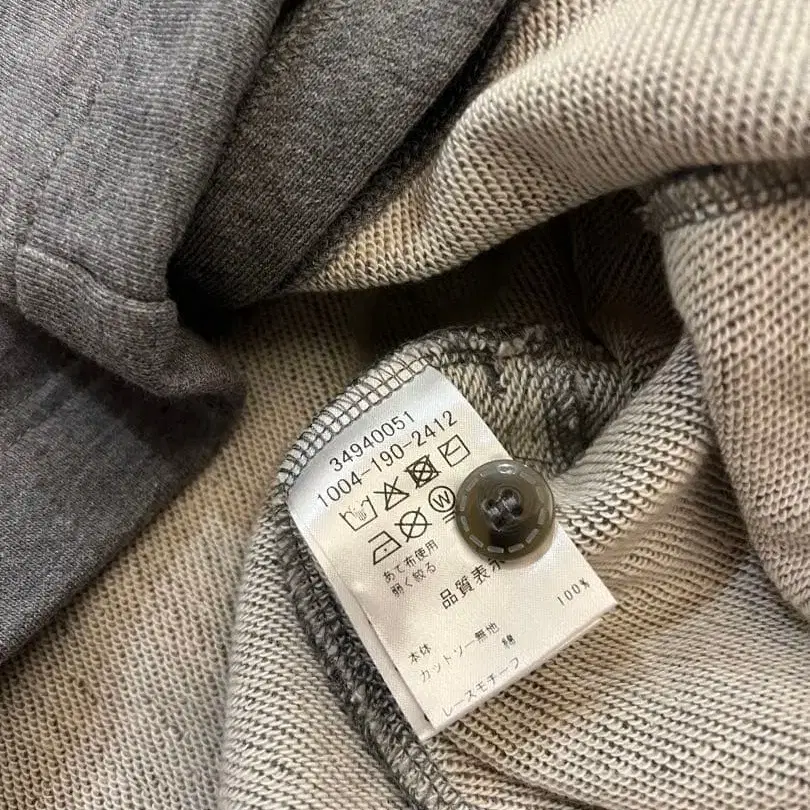 34940051
1004-190-2412
W
あて布使用
弱く絞る
品質表示
本体
カットソー無地
綿 100%
レースモチーフ